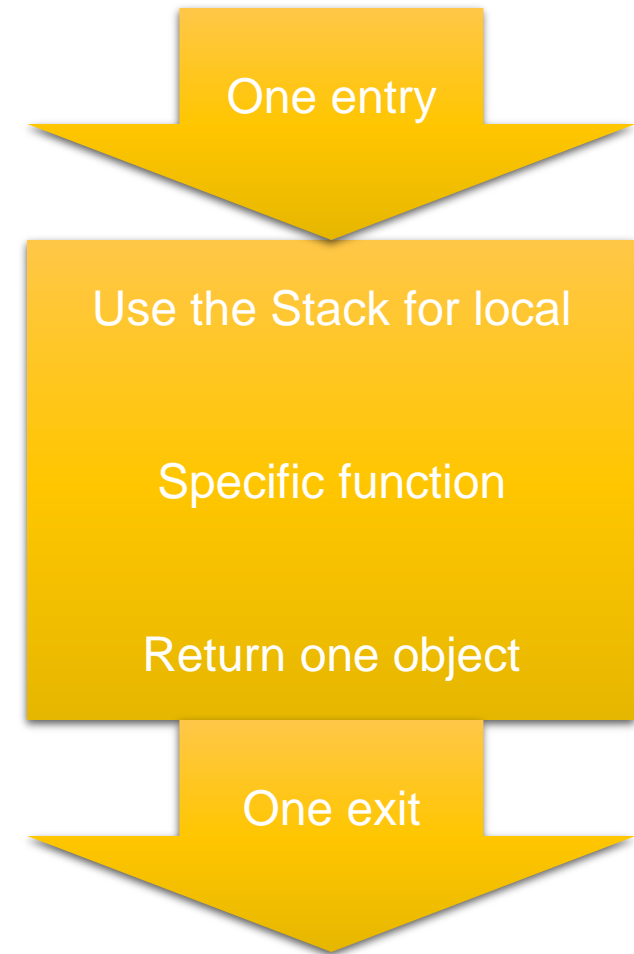 One entry
Use the Stack for local
Specific function
Return one object
One exit